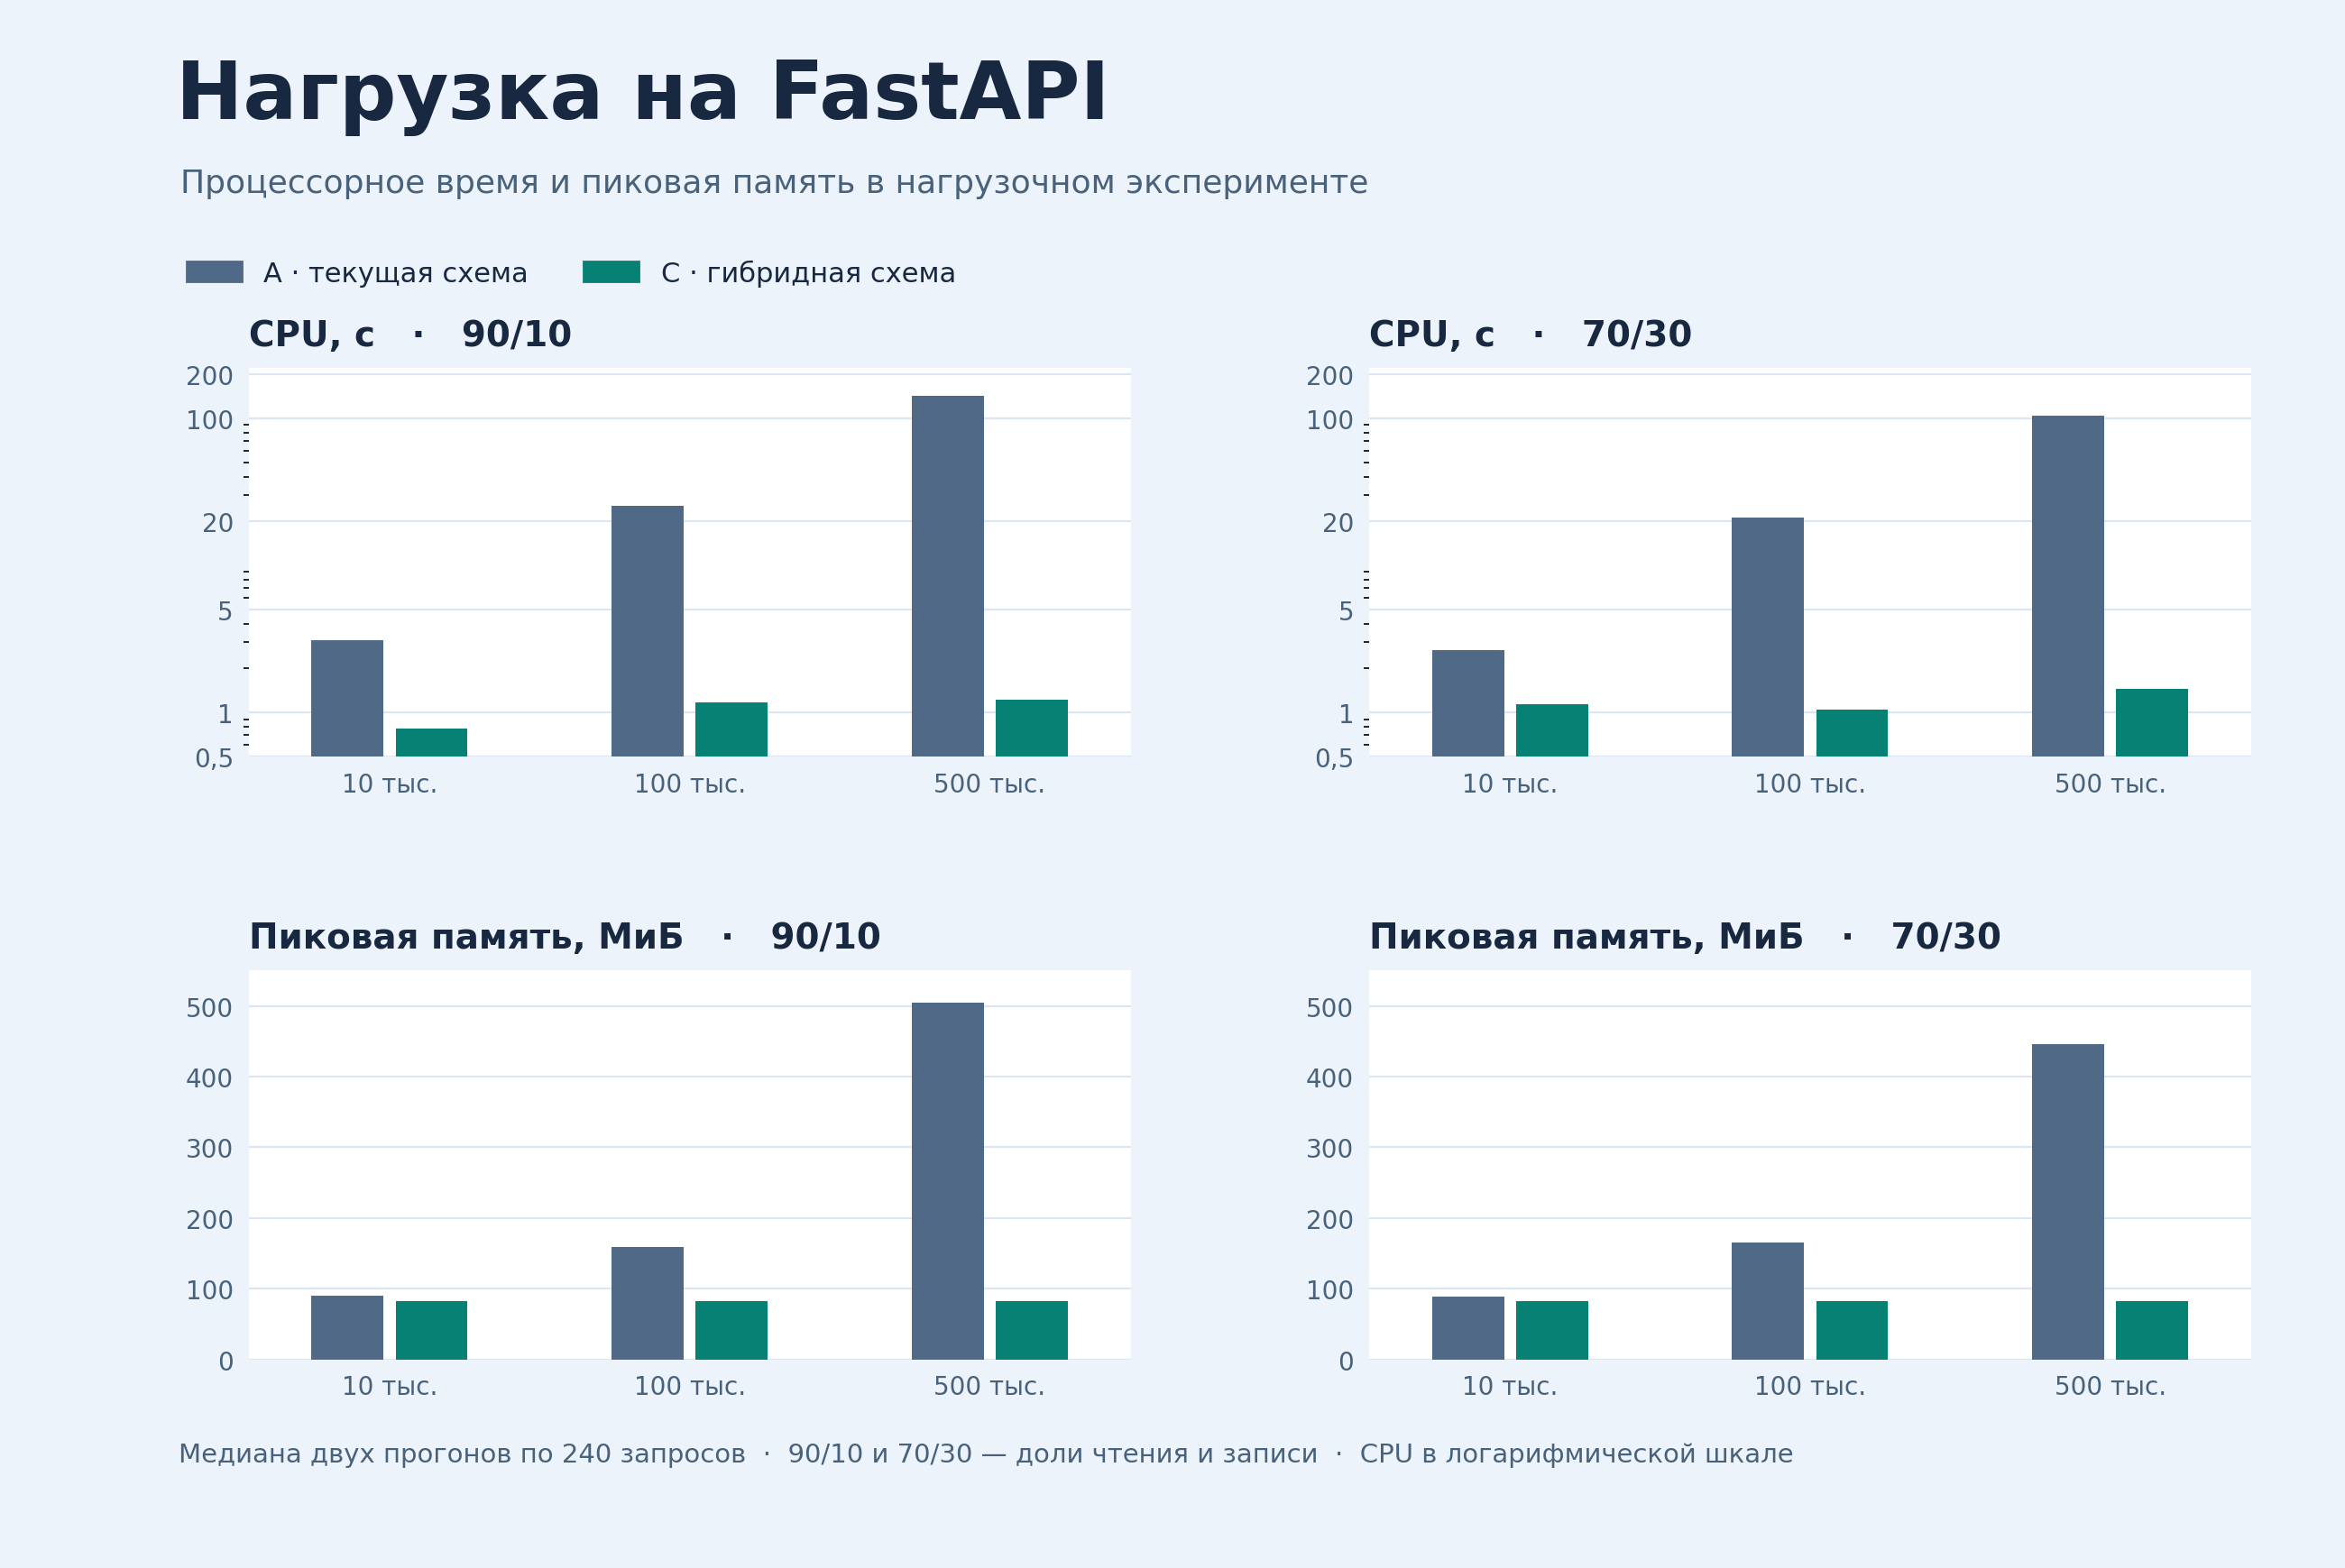 Нагрузка на FastAPI
Процессорное время и пиковая память в нагрузочном эксперименте
A · текущая схема
C · гибридная схема
CPU, с · 90/10
200
100
20
5
1
0,5
10 тыс.
100 тыс.
500 тыс.
CPU, с · 70/30
200
100
20
5
1
0,5
10 тыс.
100 тыс.
500 тыс.
Пиковая память, МиБ · 90/10
500
400
300
200
100
0
10 тыс.
100 тыс.
500 тыс.
Пиковая память, МиБ · 70/30
500
400
300
200
100
0
10 тыс.
100 тыс.
500 тыс.
Медиана двух прогонов по 240 запросов · 90/10 и 70/30 — доли чтения и записи · CPU в логарифмической шкале